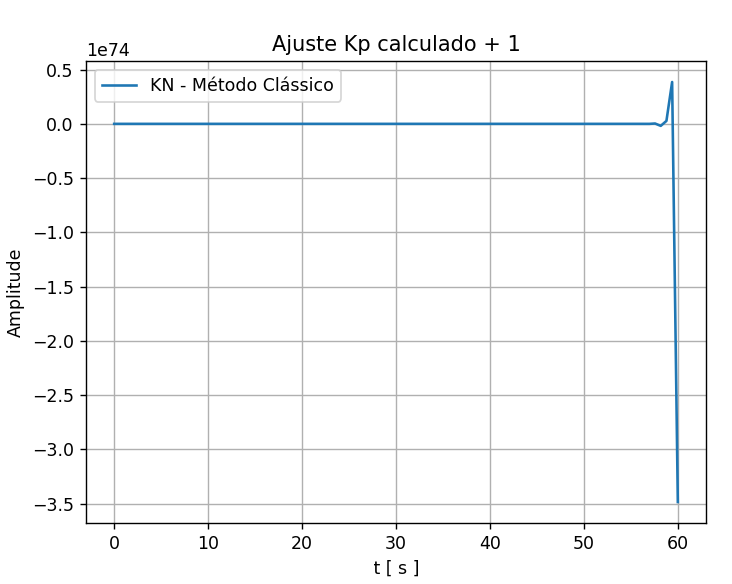 Ajuste Kp calculado + 1
1e74
KN - Método Clássico
0.5
0.0
−0.5
−1.0
−1.5
−2.0
−2.5
−3.0
−3.5
Amplitude
0 10 20 30 40 50 60
t [ s ]